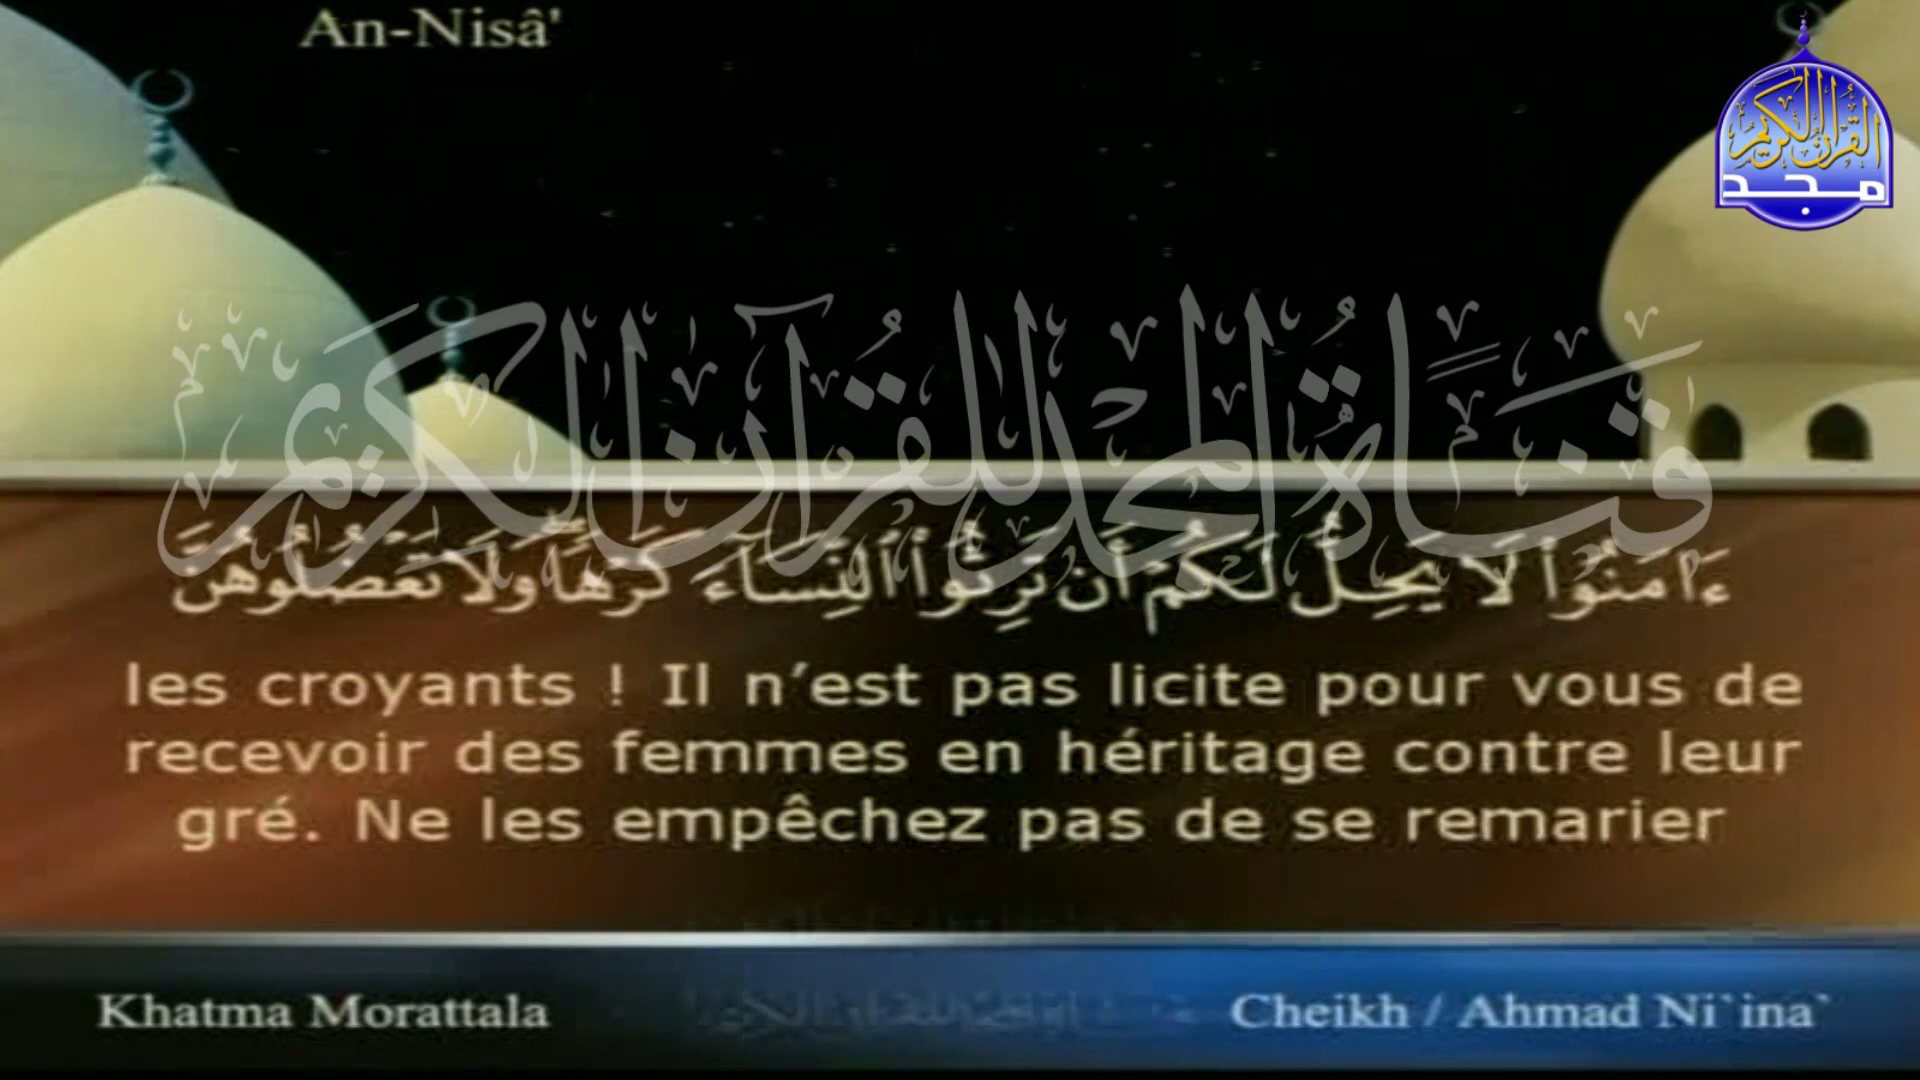 An-Nisâ'
القرآن الكريم
مجد
قناة المجد للقرآن الكريم
ءَامَنُوا۟ لَا يَحِلُّ لَكُمْ أَن تَرِثُوا۟ ٱلنِّسَآءَ كَرْهًا ۖ وَلَا تَعْضُلُوهُنَّ
les croyants ! Il n’est pas licite pour vous de
recevoir des femmes en héritage contre leur
gré. Ne les empêchez pas de se remarier
Khatma Morattala
Cheikh / Ahmad Ni`ina`